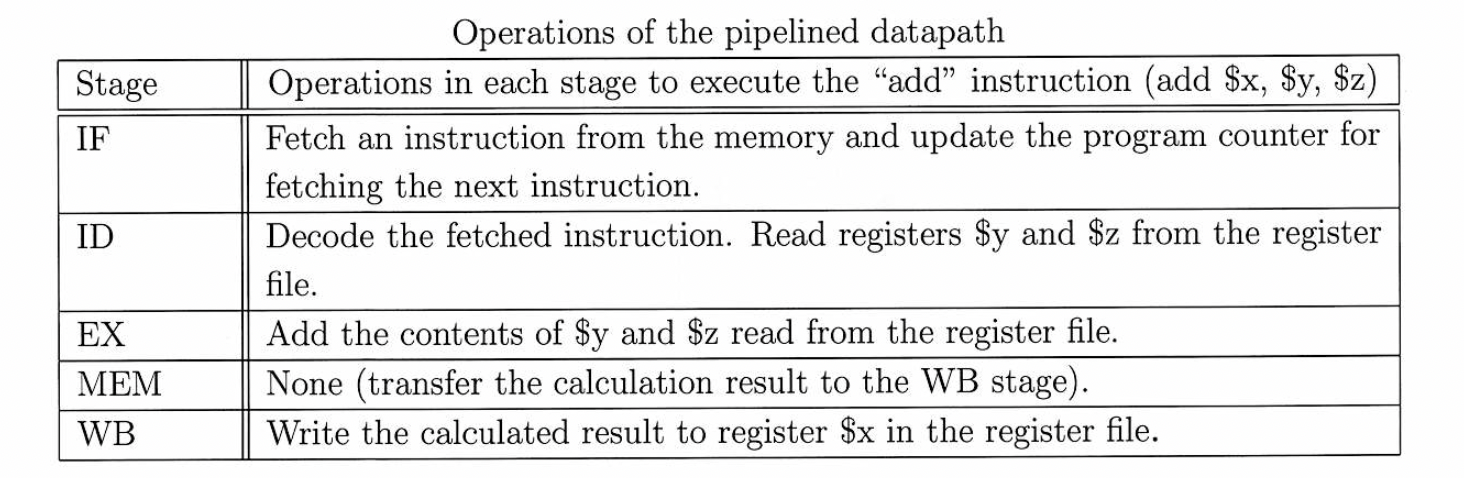 Operations of the pipelined datapath
Stage Operations in each stage to execute the “add” instruction (add $x, $y, $z)
IF Fetch an instruction from the memory and update the program counter for
fetching the next instruction.
ID Decode the fetched instruction. Read registers $y and $z from the register
file.
EX Add the contents of $y and $z read from the register file.
MEM None (transfer the calculation result to the WB stage).
WB Write the calculated result to register $x in the register file.